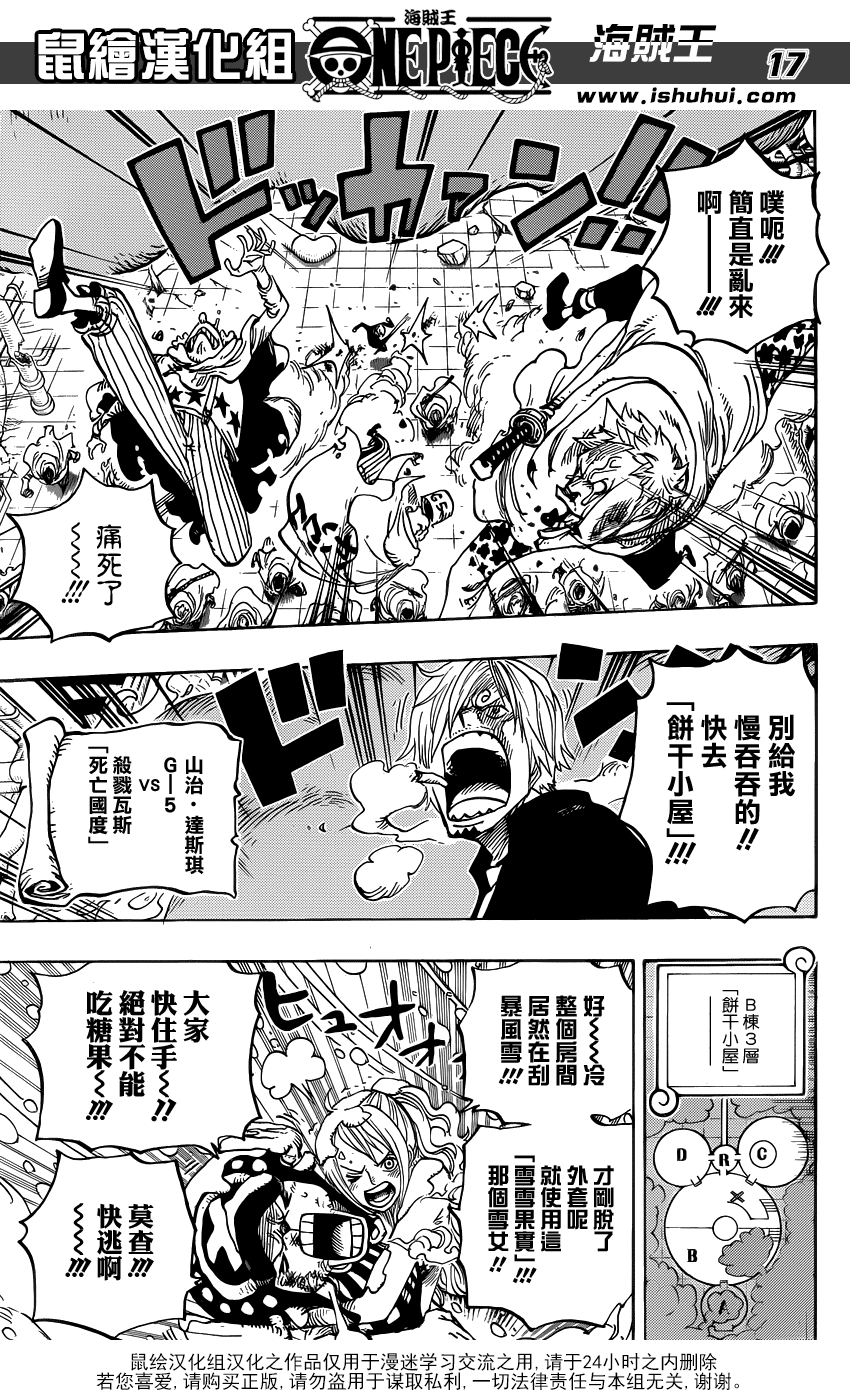 鼠繪漢化組
海賊王
ONE PIECE
海賊王
17
www.ishuhui.com
ドッカァン!!
噗呃!!!
簡直是亂來
啊——!!!
痛死了
~~~!!!
ドド
別給我
慢吞吞的!!
快去
「餅干小屋」!!!
山治·達斯琪
G—5
VS
殺戮瓦斯
「死亡國度」
B棟3層
「餅干小屋」
——
D
R
C
B
A
好~~~冷
整個房間
居然在刮
暴風雪!!!
才剛脫了
外套呢
就使用這
「雪雪果實」
那個雪女!!!
ヒュオオ
大家
快住手~~!!
絕對不能
吃糖果~~!!!
莫查!!!
快逃啊
~~~!!!
G5
鼠绘汉化组汉化之作品仅用于漫迷学习交流之用,请于24小时之内删除
若您喜爱,请购买正版,请勿盗用于谋取私利,一切法律责任与本组无关,谢谢。